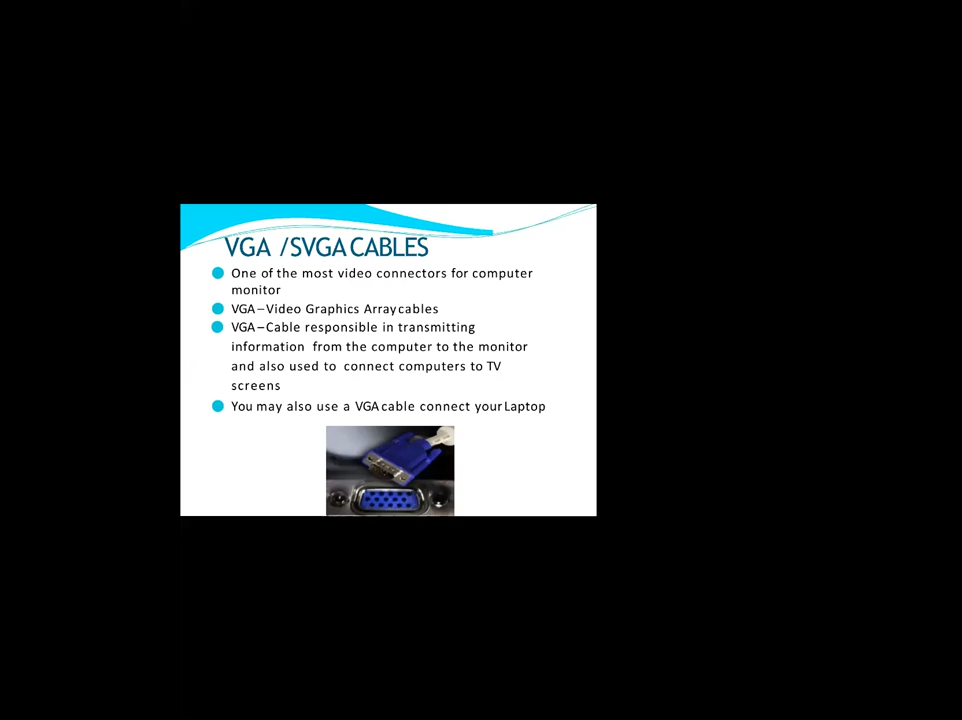 VGA / SVGA CABLES
One of the most video connectors for computer
monitor
VGA – Video Graphics Array cables
VGA – Cable responsible in transmitting
information from the computer to the monitor
and also used to connect computers to TV
screens
You may also use a VGA cable connect your Laptop